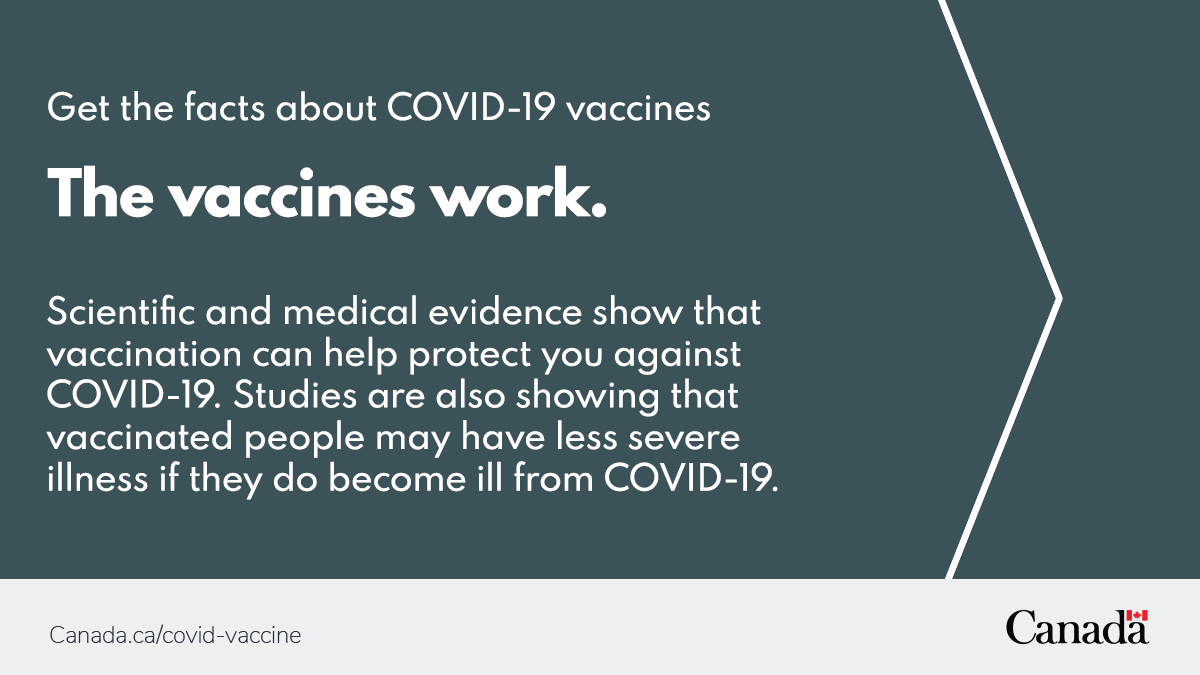 Get the facts about COVID-19 vaccines
The vaccines work.
Scientific and medical evidence show that
vaccination can help protect you against
COVID-19. Studies are also showing that
vaccinated people may have less severe
illness if they do become ill from COVID-19.
Canada.ca/covid-vaccine
Canada